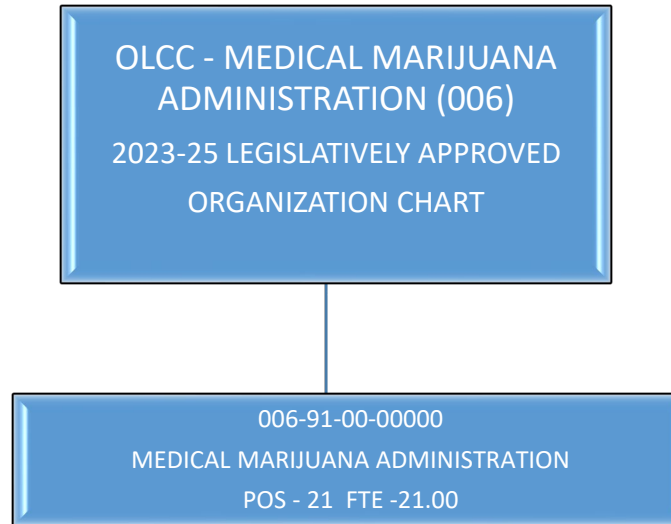 OLCC - MEDICAL MARIJUANA
ADMINISTRATION (006)
2023-25 LEGISLATIVELY APPROVED
ORGANIZATION CHART
006-91-00-00000
MEDICAL MARIJUANA ADMINISTRATION
POS - 21  FTE -21.00